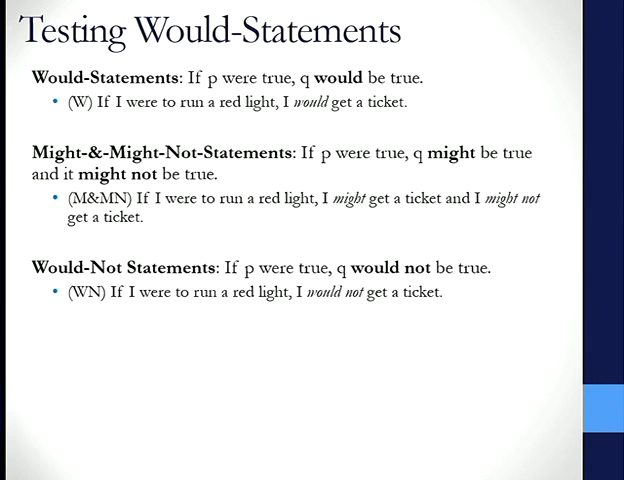 Testing Would-Statements
Would-Statements: If p were true, q would be true.
• (W) If I were to run a red light, I would get a ticket.
Might-&-Might-Not-Statements: If p were true, q might be true
and it might not be true.
• (M&MN) If I were to run a red light, I might get a ticket and I might not
get a ticket.
Would-Not Statements: If p were true, q would not be true.
• (WN) If I were to run a red light, I would not get a ticket.